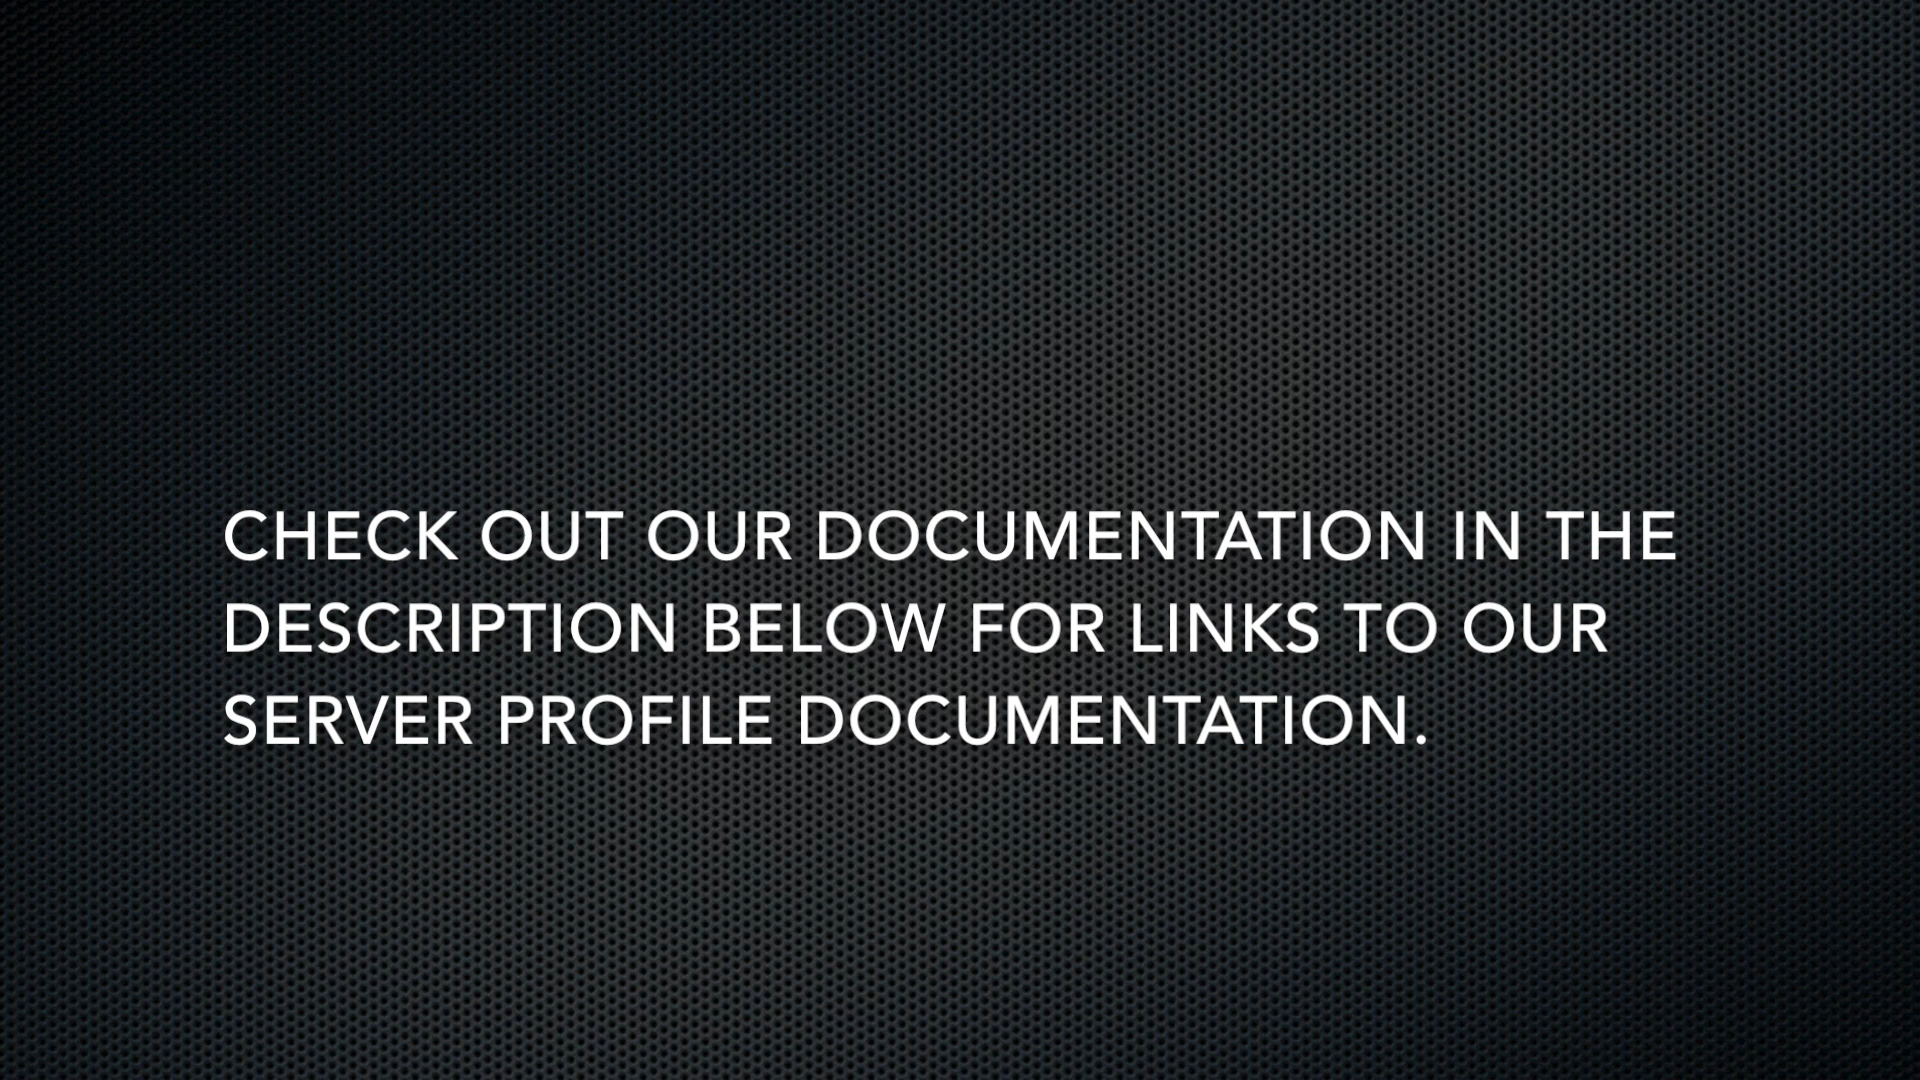 CHECK OUT OUR DOCUMENTATION IN THE
DESCRIPTION BELOW FOR LINKS TO OUR
SERVER PROFILE DOCUMENTATION.